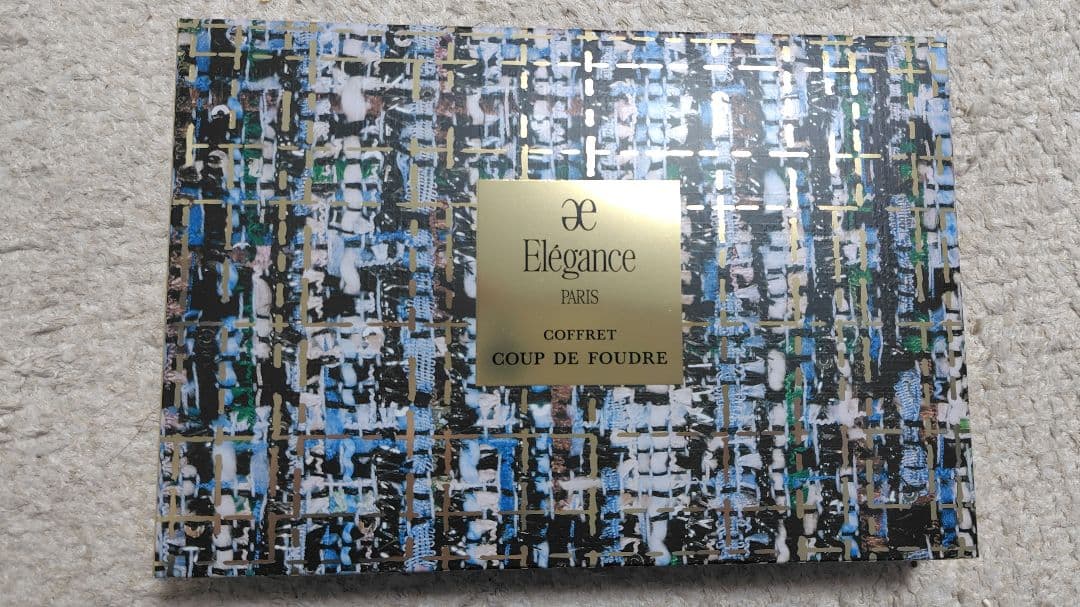 æ
Elégance
PARIS
COFFRET
COUP DE FOUDRE